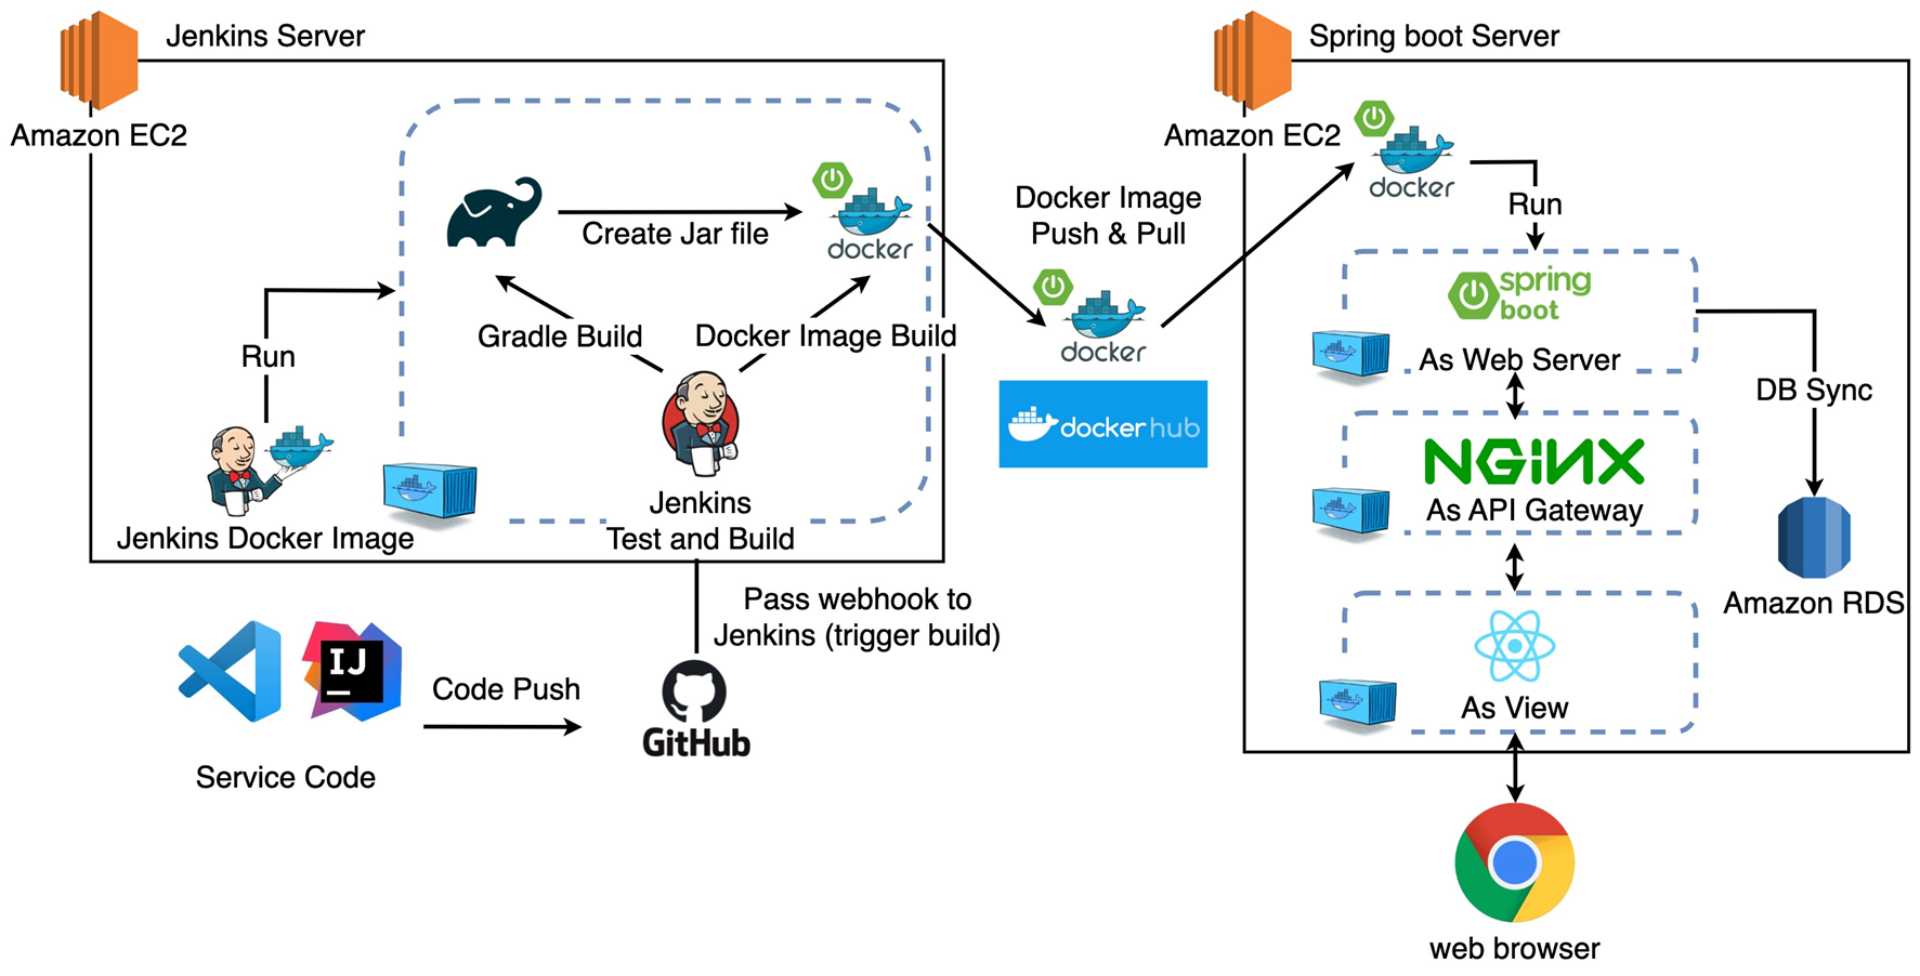 Jenkins Server
Amazon EC2
Create Jar file
docker
Gradle Build
Docker Image Build
Run
Jenkins Docker Image
Jenkins
Test and Build
Pass webhook to
Jenkins (trigger build)
IJ
Code Push
GitHub
Service Code
Docker Image
Push & Pull
docker
docker hub
Spring boot Server
Amazon EC2
docker
Run
spring
boot
As Web Server
DB Sync
NGINX
As API Gateway
Amazon RDS
As View
web browser